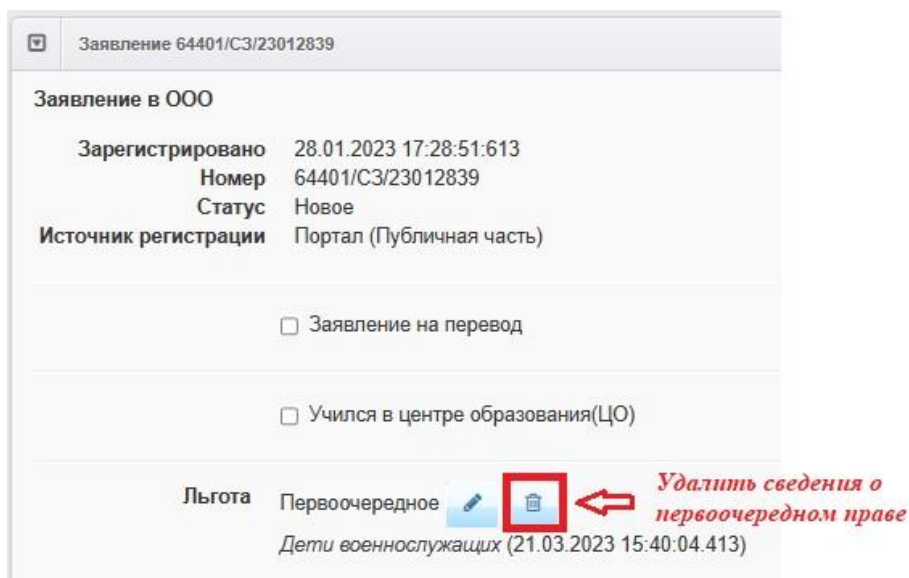 Заявление 64401/СЗ/23012839
Заявление в ООО
Зарегистрировано 28.01.2023 17:28:51:613
Номер 64401/СЗ/23012839
Статус Новое
Источник регистрации Портал (Публичная часть)
Заявление на перевод
Учился в центре образования(ЦО)
Льгота Первоочередное
Удалить сведения о
первоочередном праве
Дети военнослужащих (21.03.2023 15:40:04.413)